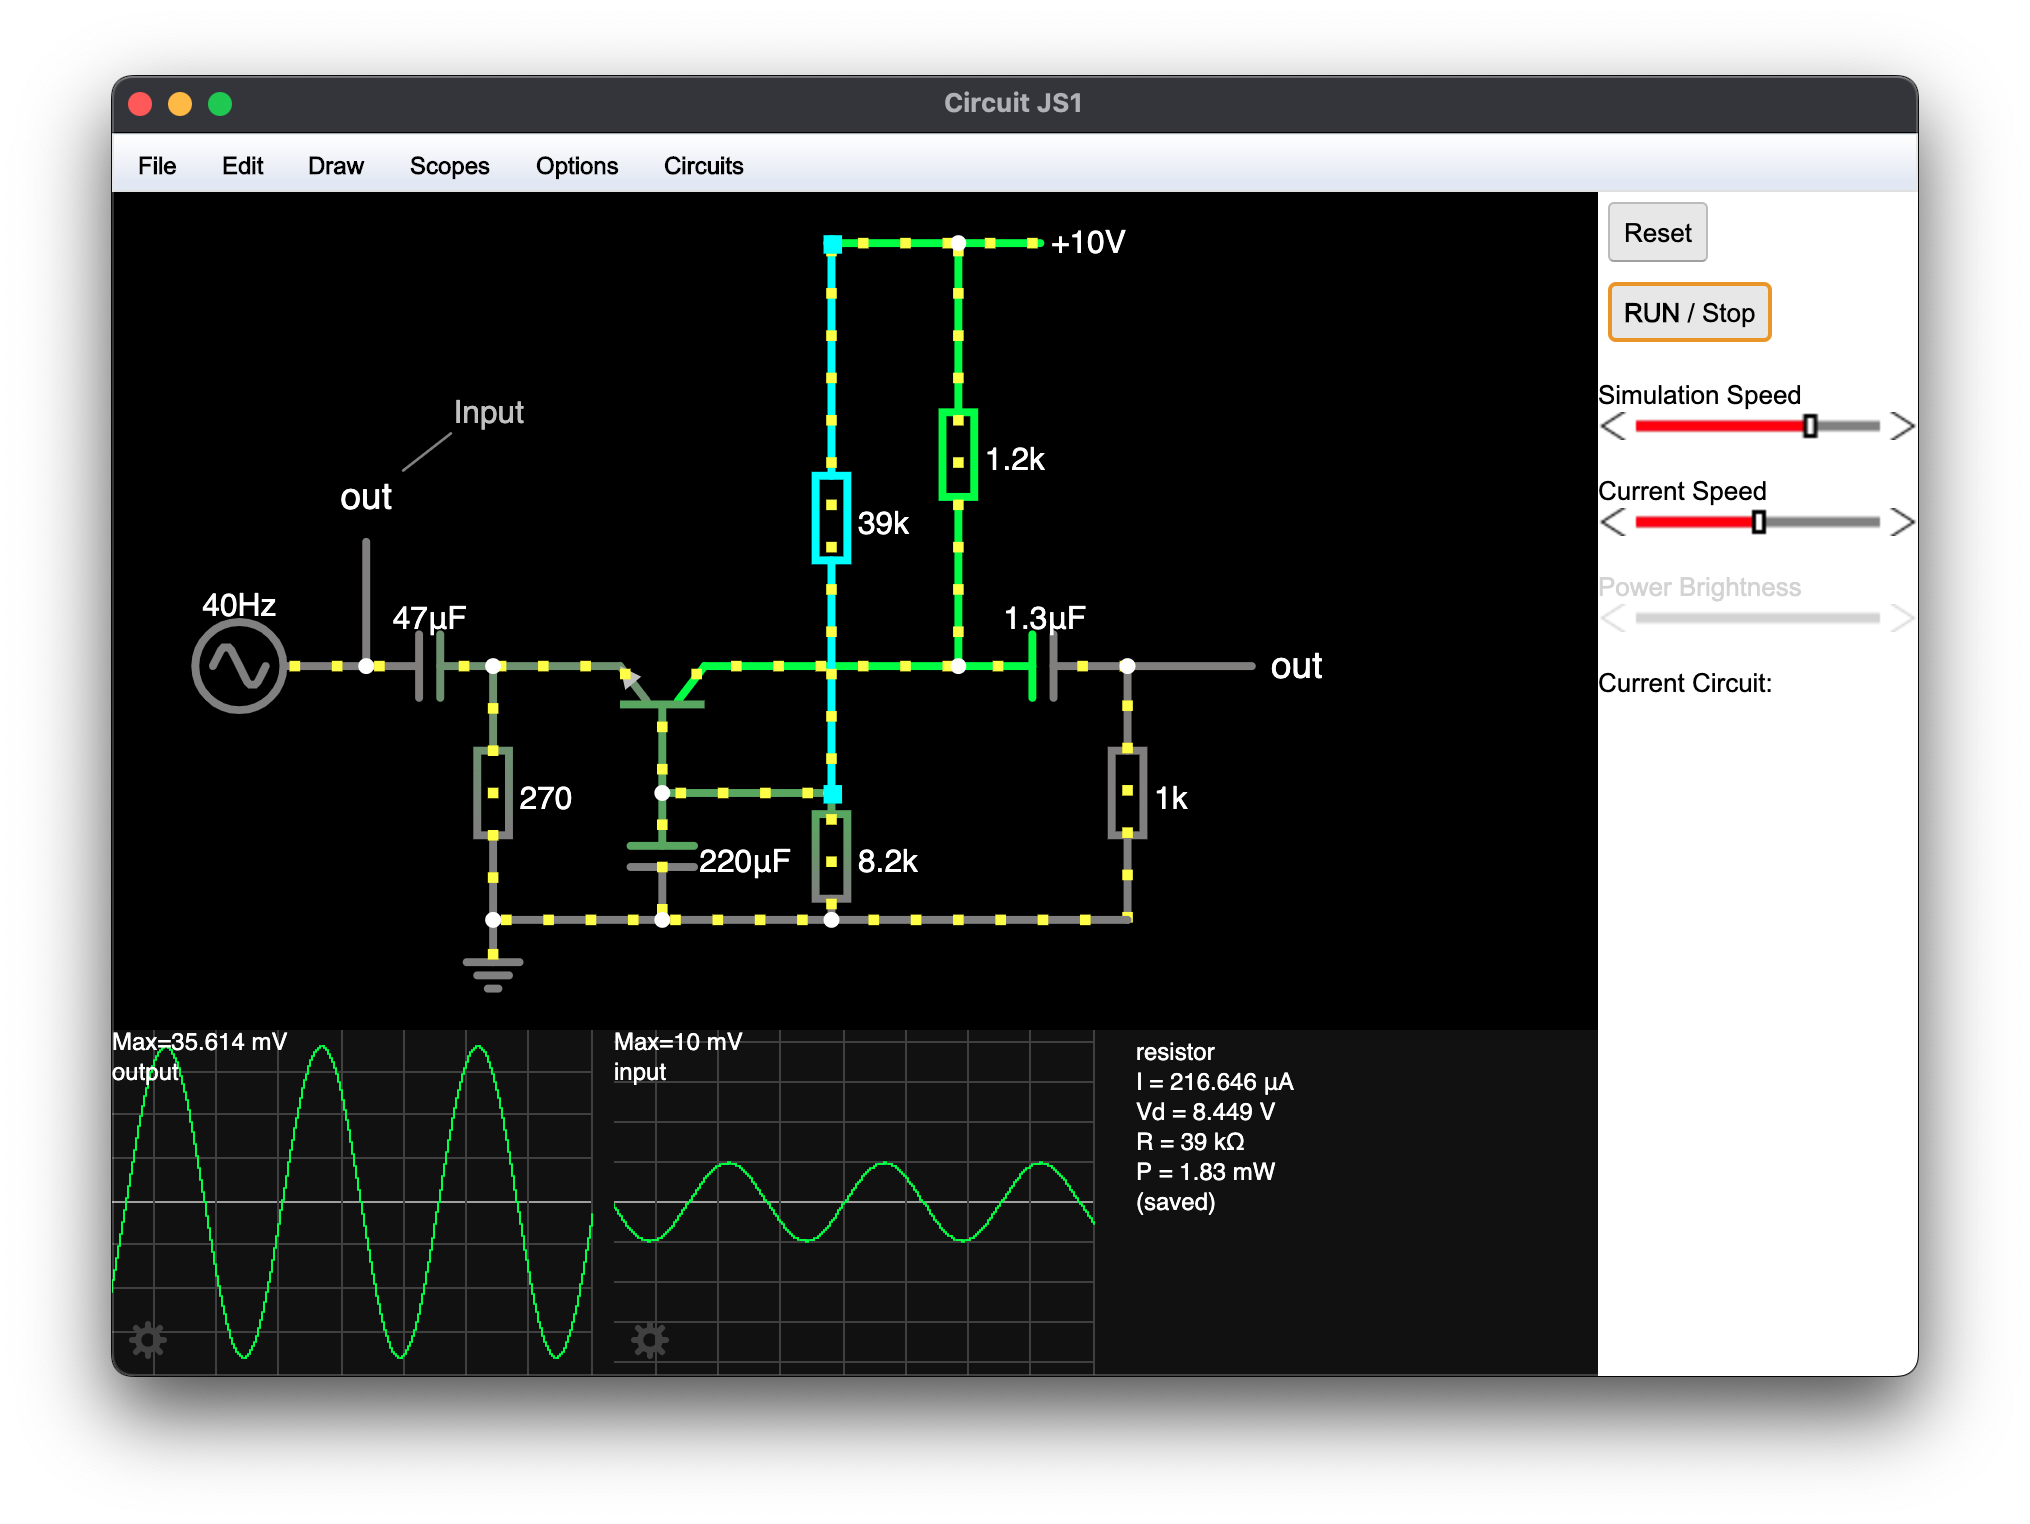 Circuit JS1
File Edit Draw Scopes Options Circuits
Reset
RUN / Stop
Simulation Speed
Current Speed
Power Brightness
Current Circuit:
+10V
Input
out
1.2k
39k
40Hz
47µF
1.3µF
out
270
1k
220µF
8.2k
Max=35.614 mV
output
Max=10 mV
input
resistor
I = 216.646 µA
Vd = 8.449 V
R = 39 kΩ
P = 1.83 mW
(saved)